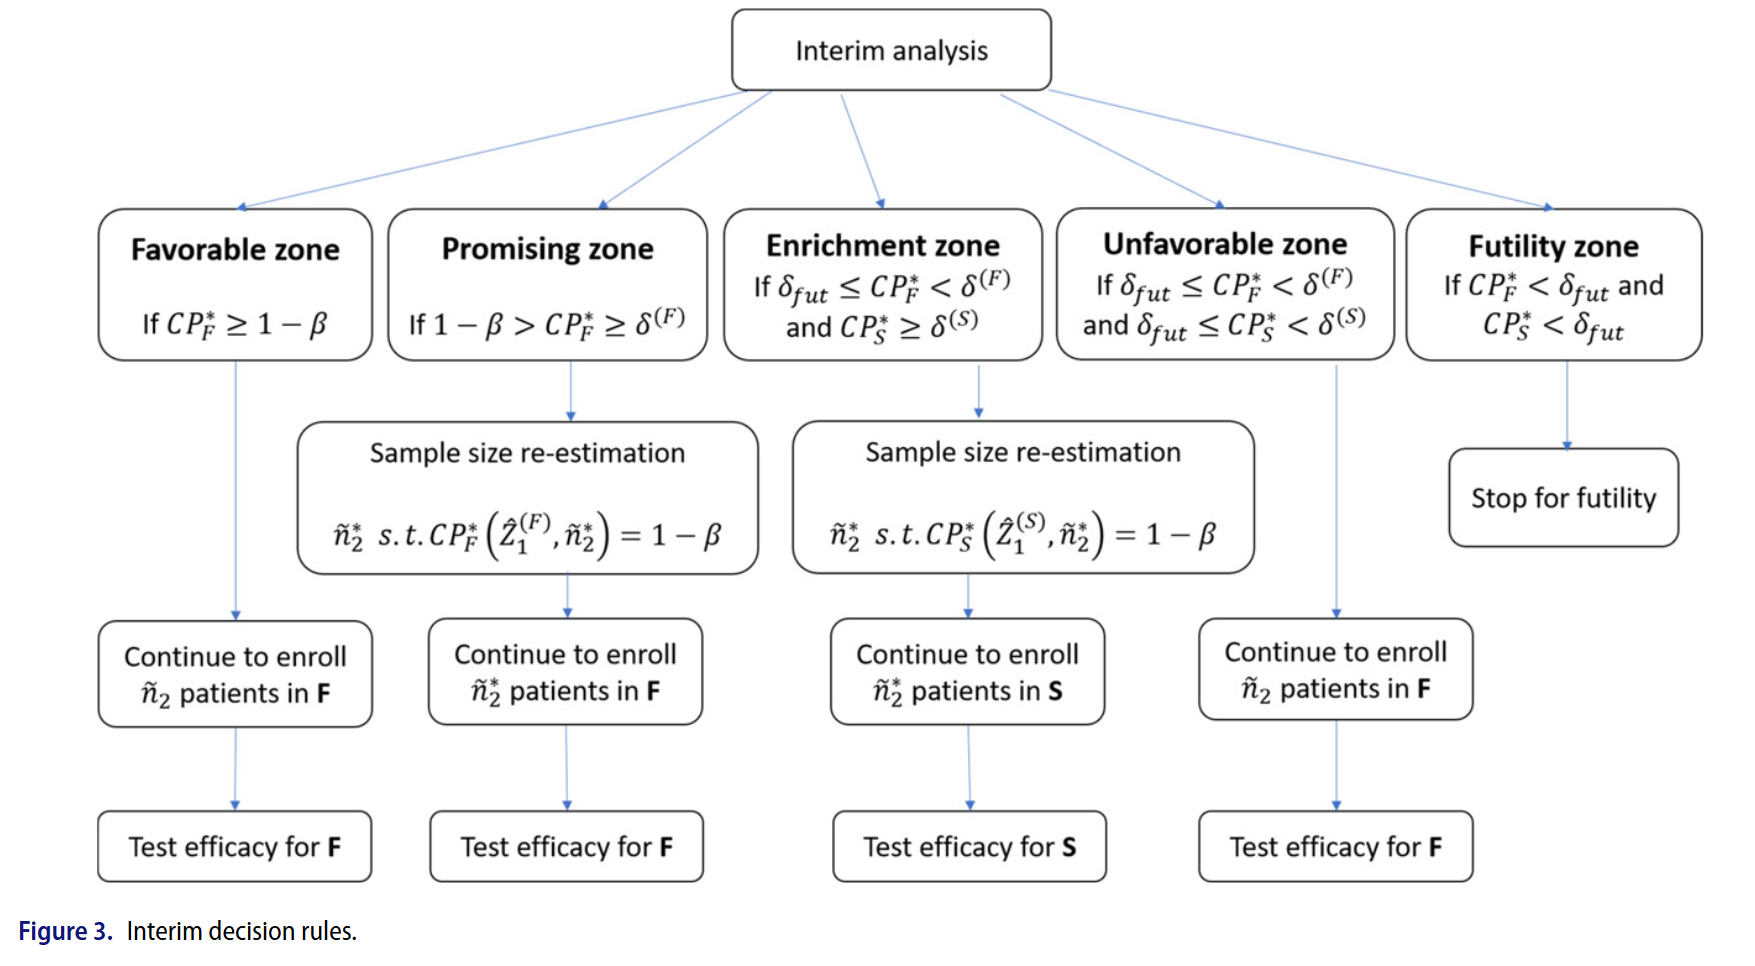 Interim analysis
Favorable zone
If CP*_F ≥ 1 − β
Promising zone
If 1 − β > CP*_F ≥ δ^(F)
Enrichment zone
If δ_fut ≤ CP*_F < δ^(F)
and CP*_S ≥ δ^(S)
Unfavorable zone
If δ_fut ≤ CP*_F < δ^(F)
and δ_fut ≤ CP*_S < δ^(S)
Futility zone
If CP*_F < δ_fut and
CP*_S < δ_fut
Sample size re-estimation
ñ*_2 s.t. CP*_F (Ẑ_1^(F), ñ*_2) = 1 − β
Sample size re-estimation
ñ*_2 s.t. CP*_S (Ẑ_1^(S), ñ*_2) = 1 − β
Stop for futility
Continue to enroll
ñ_2 patients in F
Continue to enroll
ñ*_2 patients in F
Continue to enroll
ñ*_2 patients in S
Continue to enroll
ñ_2 patients in F
Test efficacy for F
Test efficacy for F
Test efficacy for S
Test efficacy for F
Figure 3. Interim decision rules.